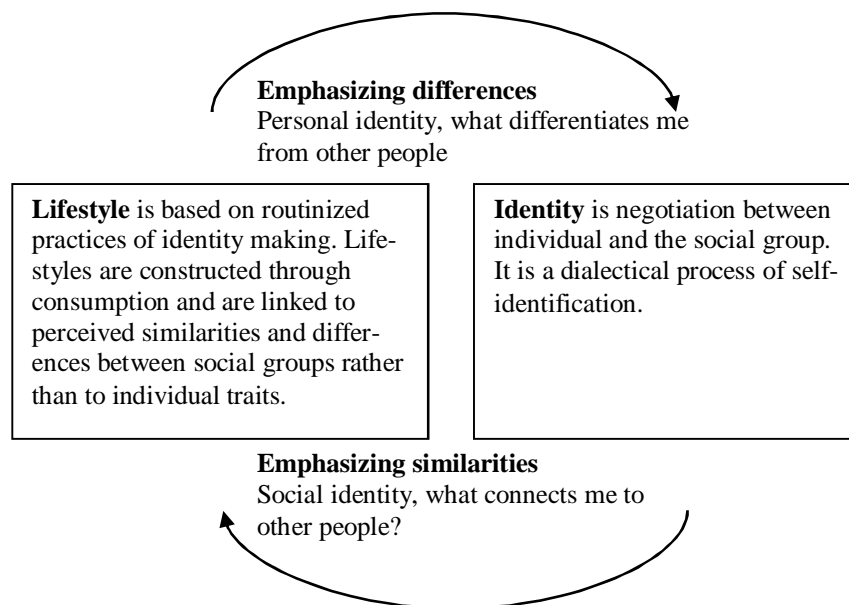 Emphasizing differences
Personal identity, what differentiates me
from other people
Lifestyle is based on routinized
practices of identity making. Life-
styles are constructed through
consumption and are linked to
perceived similarities and differ-
ences between social groups rather
than to individual traits.
Identity is negotiation between
individual and the social group.
It is a dialectical process of self-
identification.
Emphasizing similarities
Social identity, what connects me to
other people?